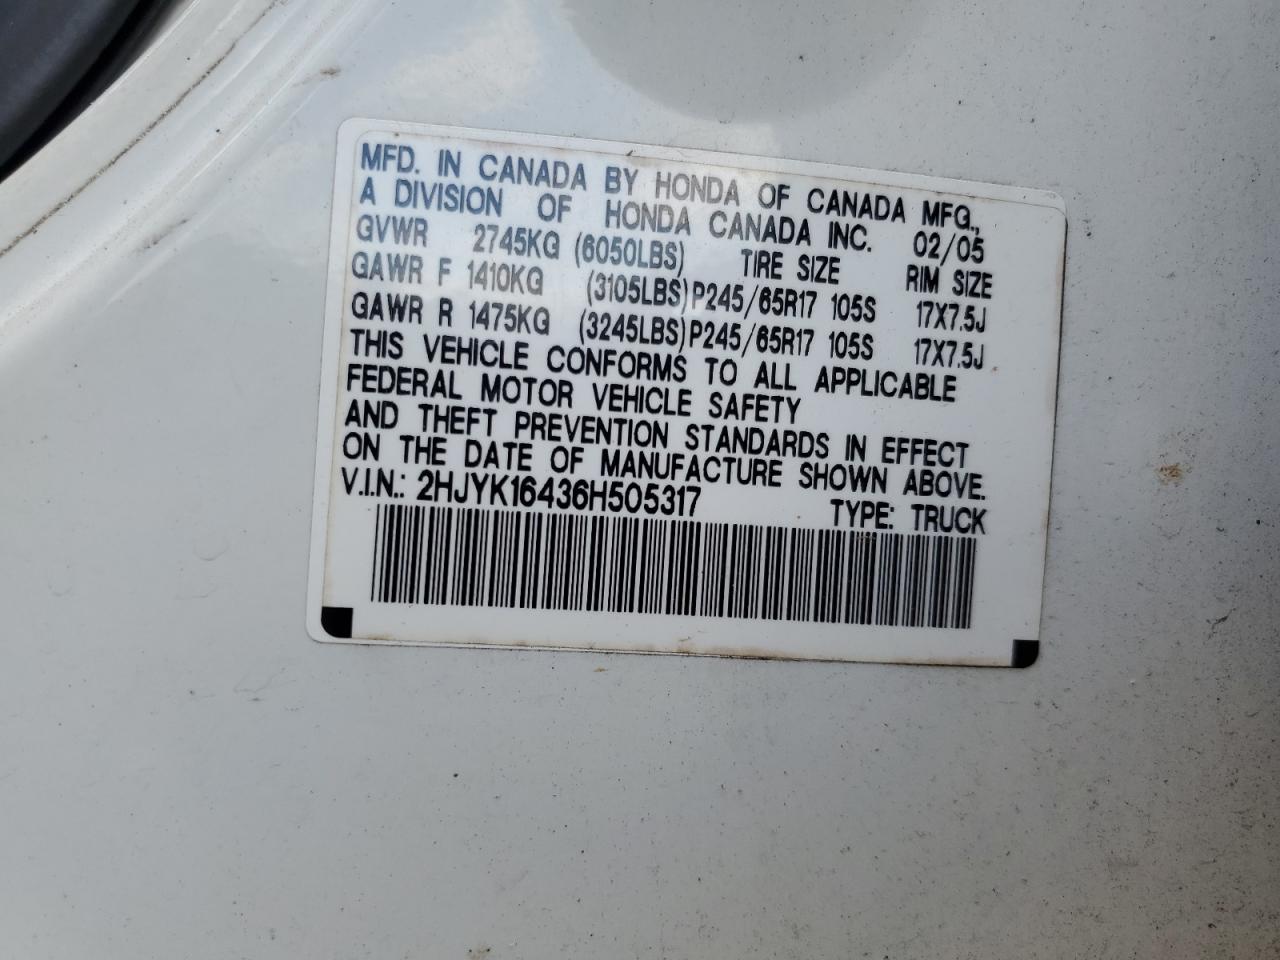 MFD. IN CANADA BY HONDA OF CANADA MFG.,
A DIVISION OF HONDA CANADA INC. 02/05
GVWR 2745KG (6050LBS) TIRE SIZE RIM SIZE
GAWR F 1410KG (3105LBS) P245/65R17 105S 17X7.5J
GAWR R 1475KG (3245LBS) P245/65R17 105S 17X7.5J
THIS VEHICLE CONFORMS TO ALL APPLICABLE
FEDERAL MOTOR VEHICLE SAFETY
AND THEFT PREVENTION STANDARDS IN EFFECT
ON THE DATE OF MANUFACTURE SHOWN ABOVE.
V.I.N.: 2HJYK16436H505317 TYPE: TRUCK